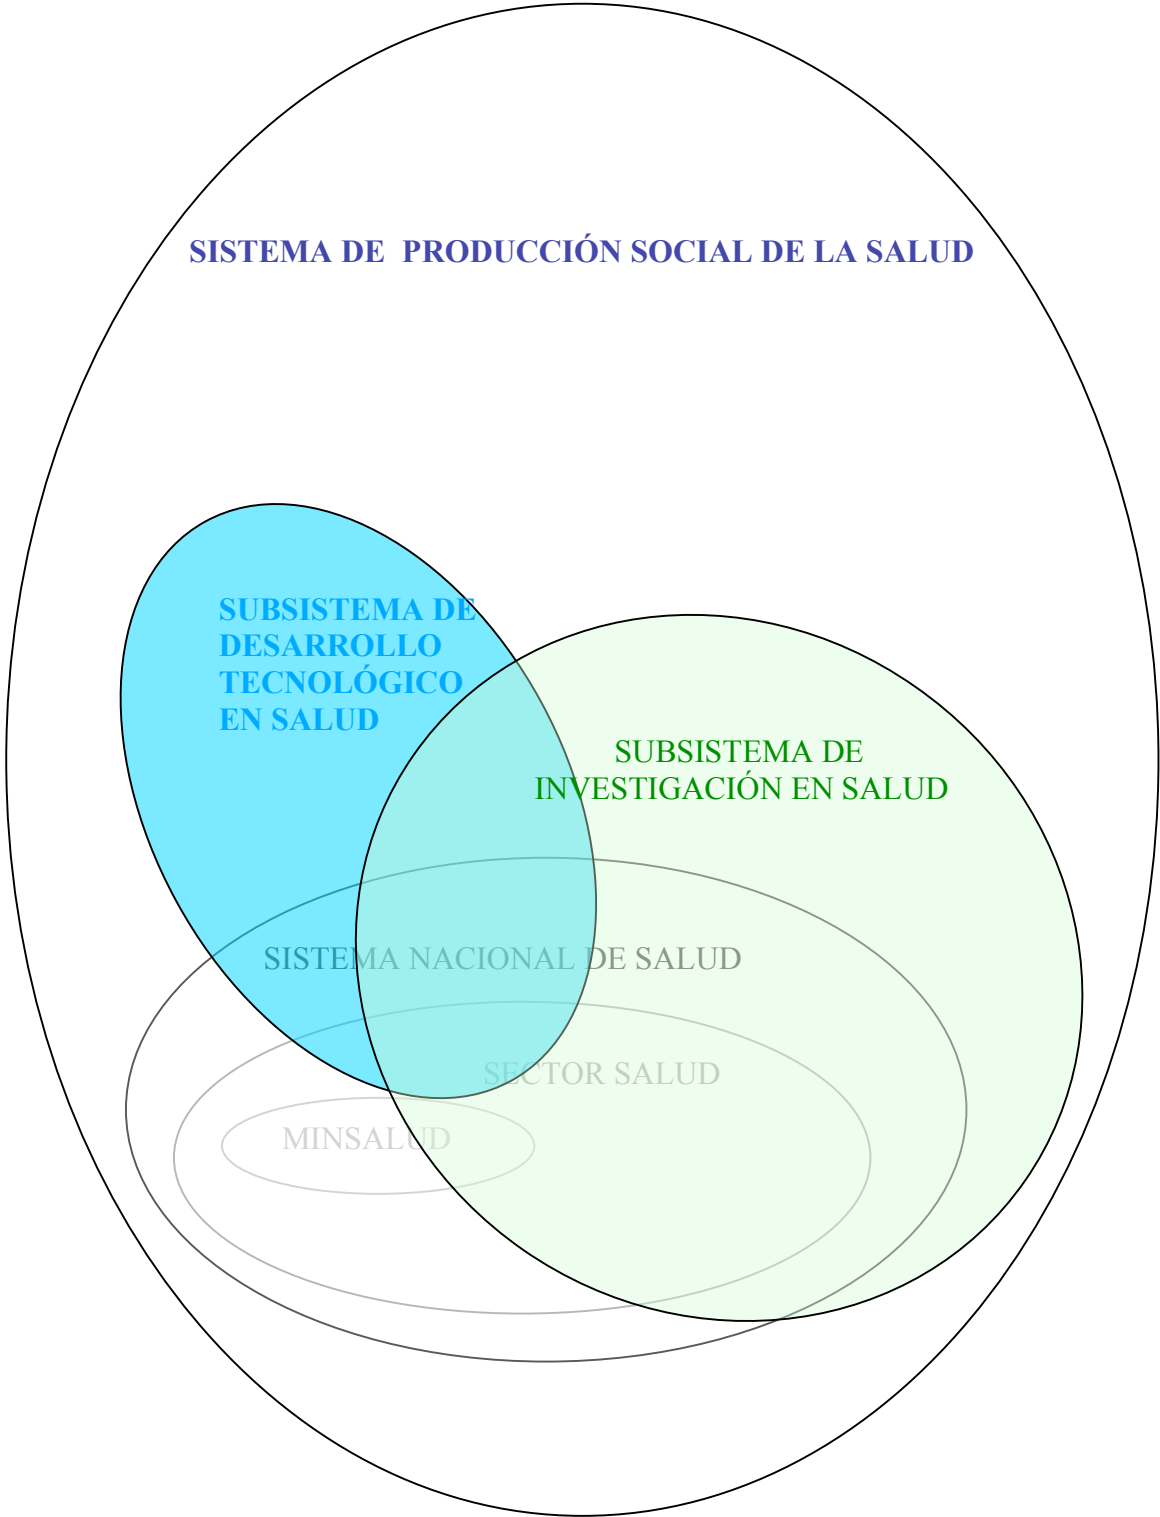 SISTEMA DE PRODUCCIÓN SOCIAL DE LA SALUD
SUBSISTEMA DE
DESARROLLO
TECNOLÓGICO
EN SALUD
SUBSISTEMA DE
INVESTIGACIÓN EN SALUD
SISTEMA NACIONAL DE SALUD
SECTOR SALUD
MINSALUD